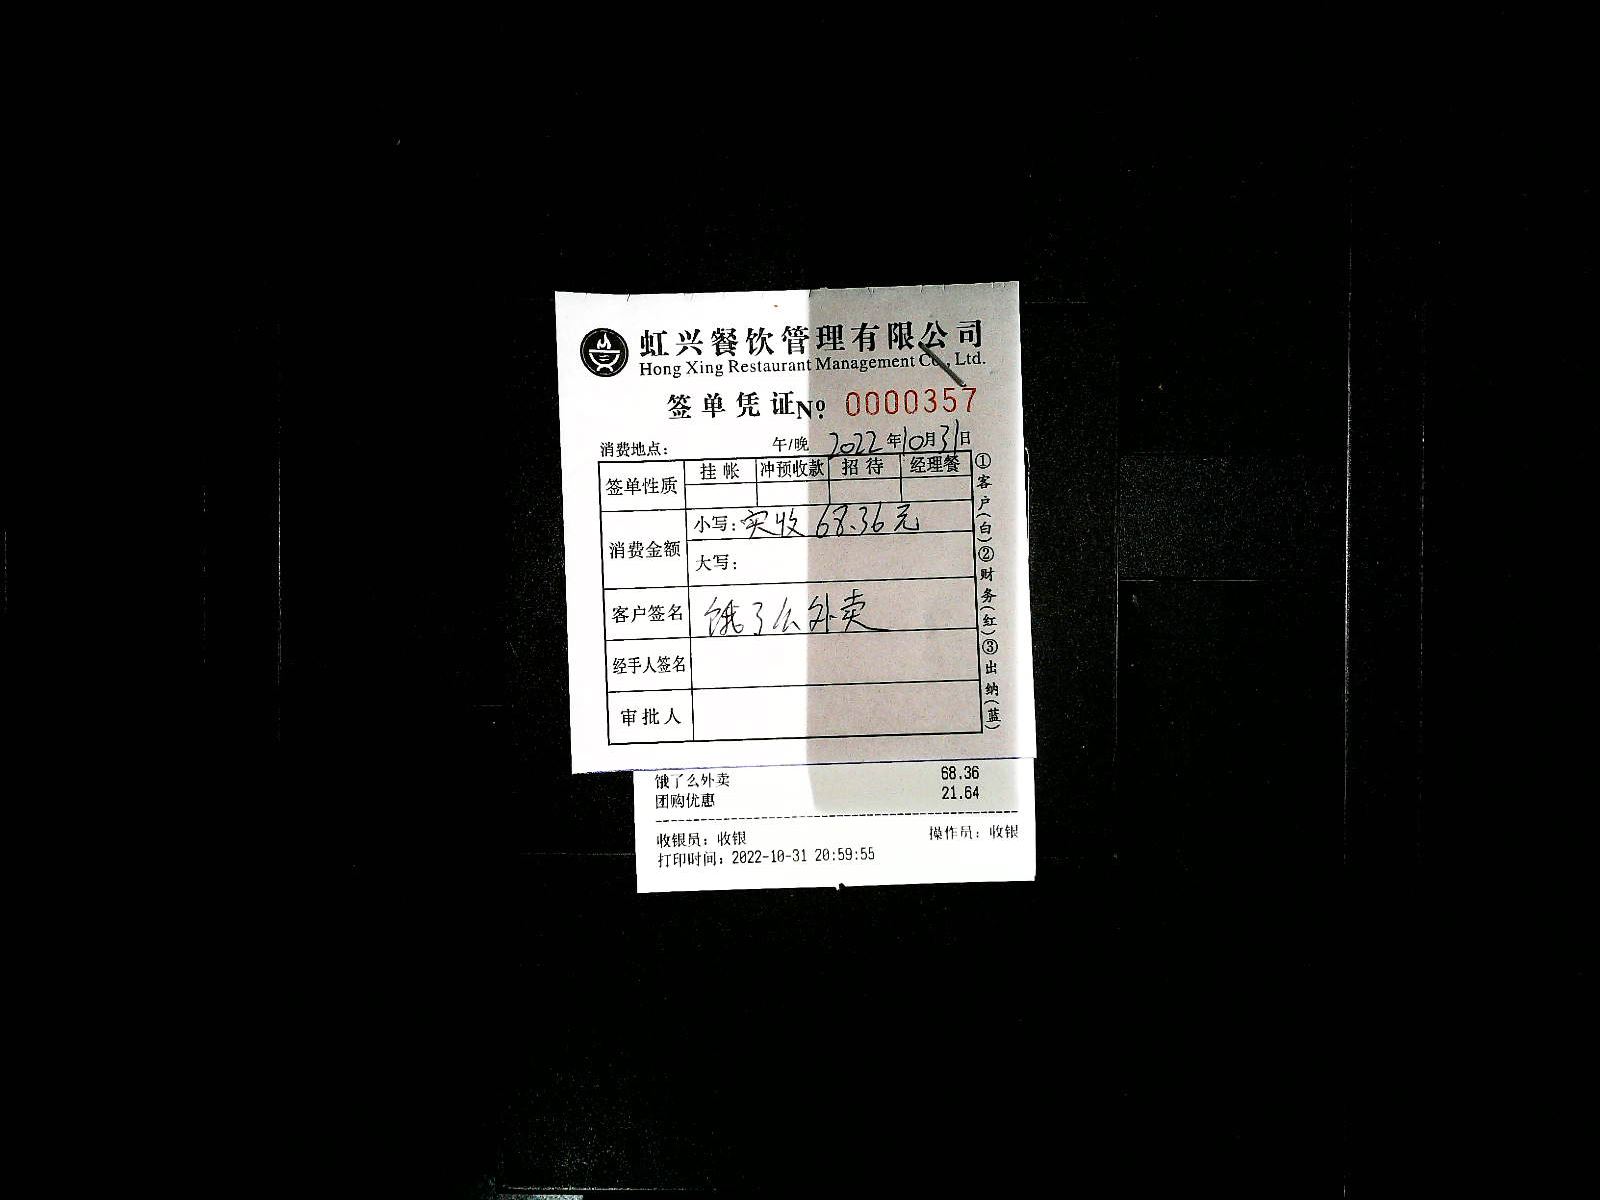 虹兴餐饮管理有限公司
Hong Xing Restaurant Management Co., Ltd.
签单凭证 No: 0000357
消费地点: 午/晚 2022年10月31日
签单性质 挂帐 冲预收款 招待 经理餐
消费金额 小写: 实收 68.36元
大写:
客户签名 饿了么外卖
经手人签名
审批人
①客户(白)②财务(红)③出纳(蓝)
饿了么外卖 68.36
团购优惠 21.64
收银员: 收银 操作员: 收银
打印时间: 2022-10-31 20:59:55